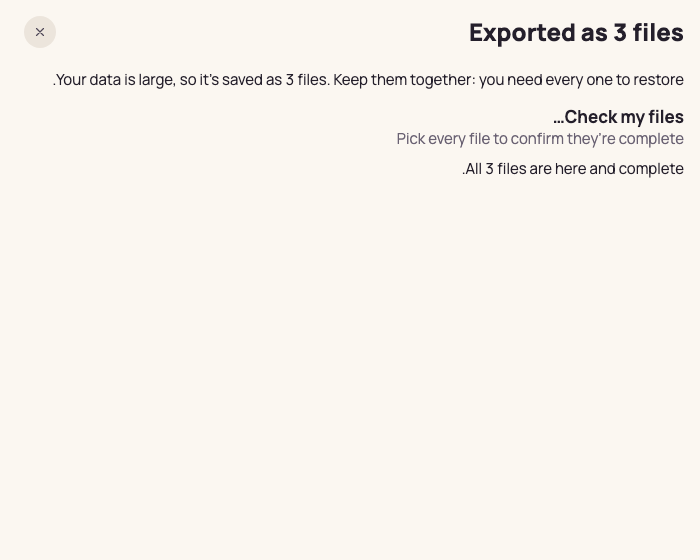 Exported as 3 files
.Your data is large, so it's saved as 3 files. Keep them together: you need every one to restore
…Check my files
Pick every file to confirm they're complete
.All 3 files are here and complete